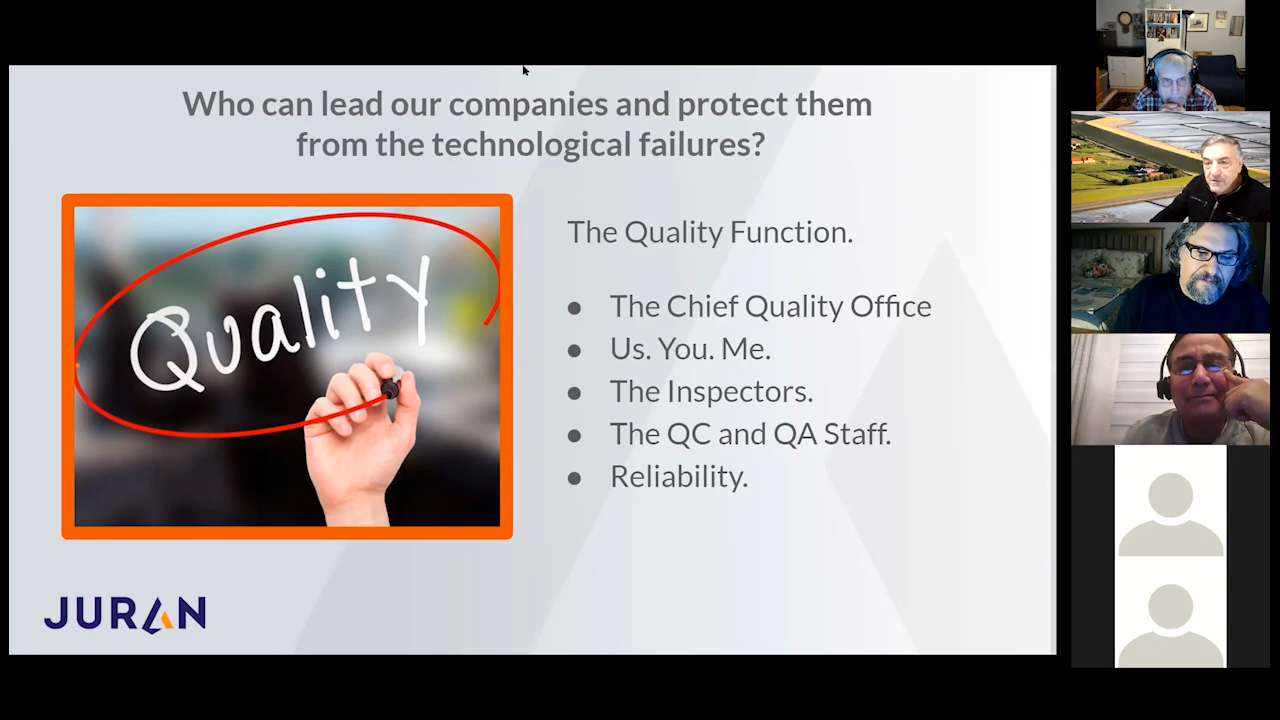 Who can lead our companies and protect them
from the technological failures?
Quality
The Quality Function.
● The Chief Quality Office
● Us. You. Me.
● The Inspectors.
● The QC and QA Staff.
● Reliability.
JURAN